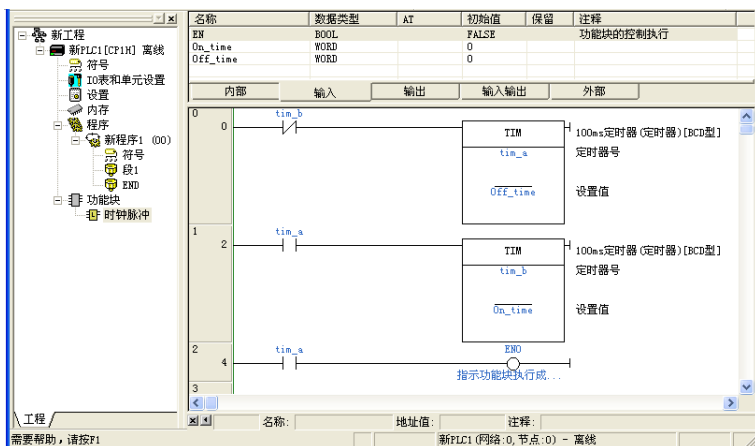 新工程
新PLC1[CP1H] 离线
符号
IO表和单元设置
设置
内存
程序
新程序1 (00)
符号
段1
END
功能块
时钟脉冲
工程
名称 数据类型 AT 初始值 保留 注释
EN BOOL FALSE 功能块的控制执行
On_time WORD 0
Off_time WORD 0
内部 输入 输出 输入输出 外部
0
0
tim_b
TIM
100ms定时器(定时器)[BCD型]
tim_a
定时器号
Off_time
设置值
1
2
tim_a
TIM
100ms定时器(定时器)[BCD型]
tim_b
定时器号
On_time
设置值
2
4
tim_a
ENO
指示功能块执行成...
3
名称: 地址值: 注释:
需要帮助，请按F1
新PLC1(网络:0,节点:0) - 离线